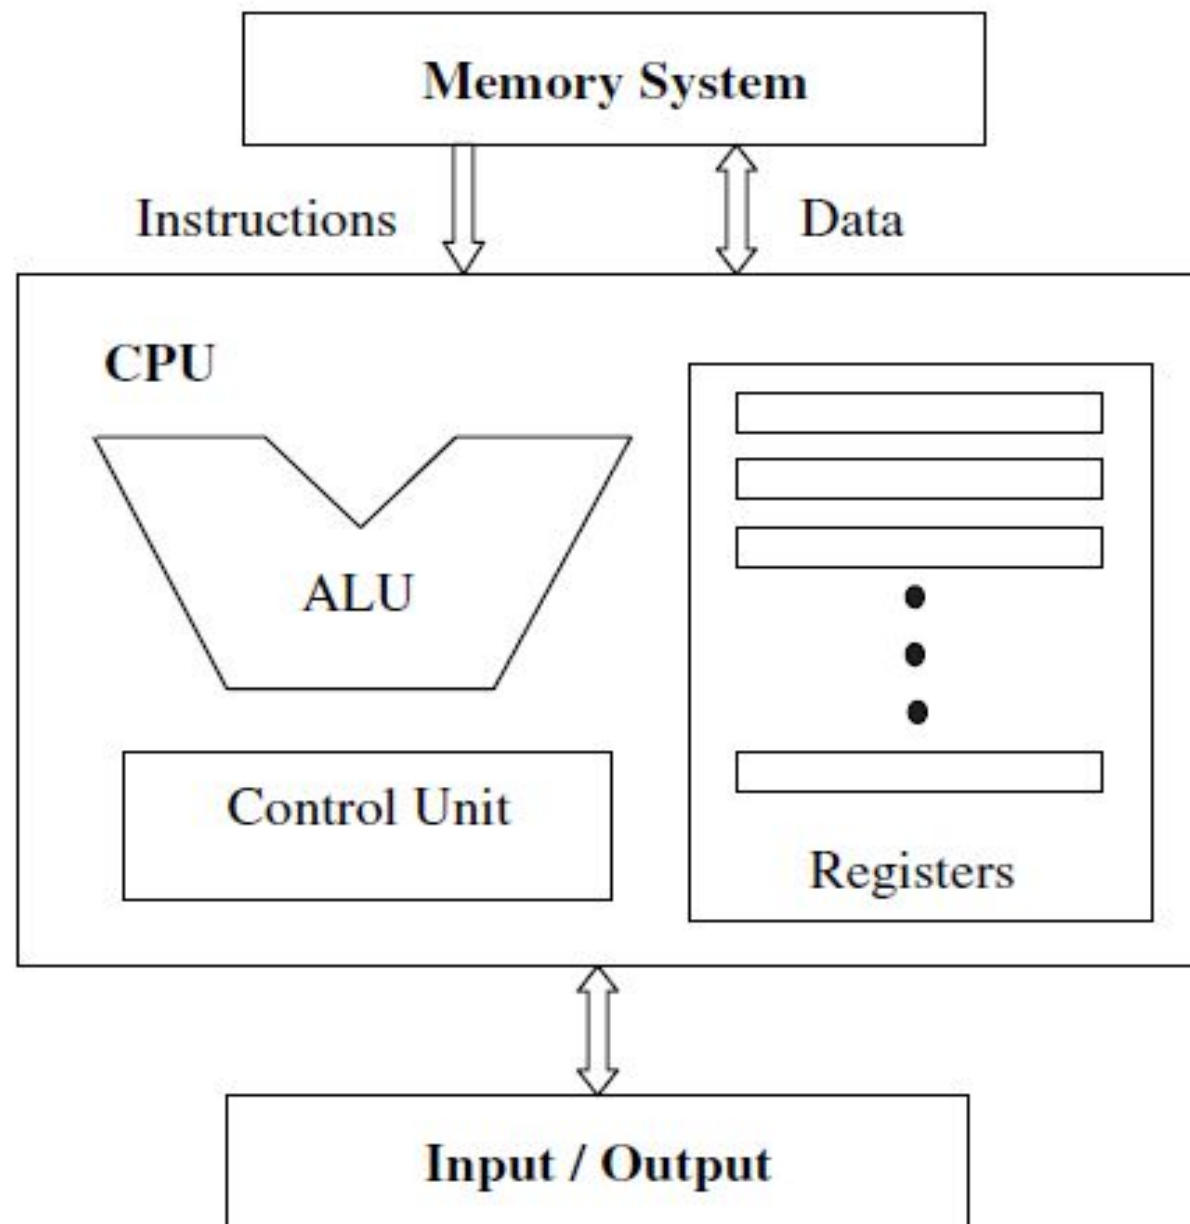 Memory System
Instructions
Data
CPU
ALU
Control Unit
Registers
Input / Output